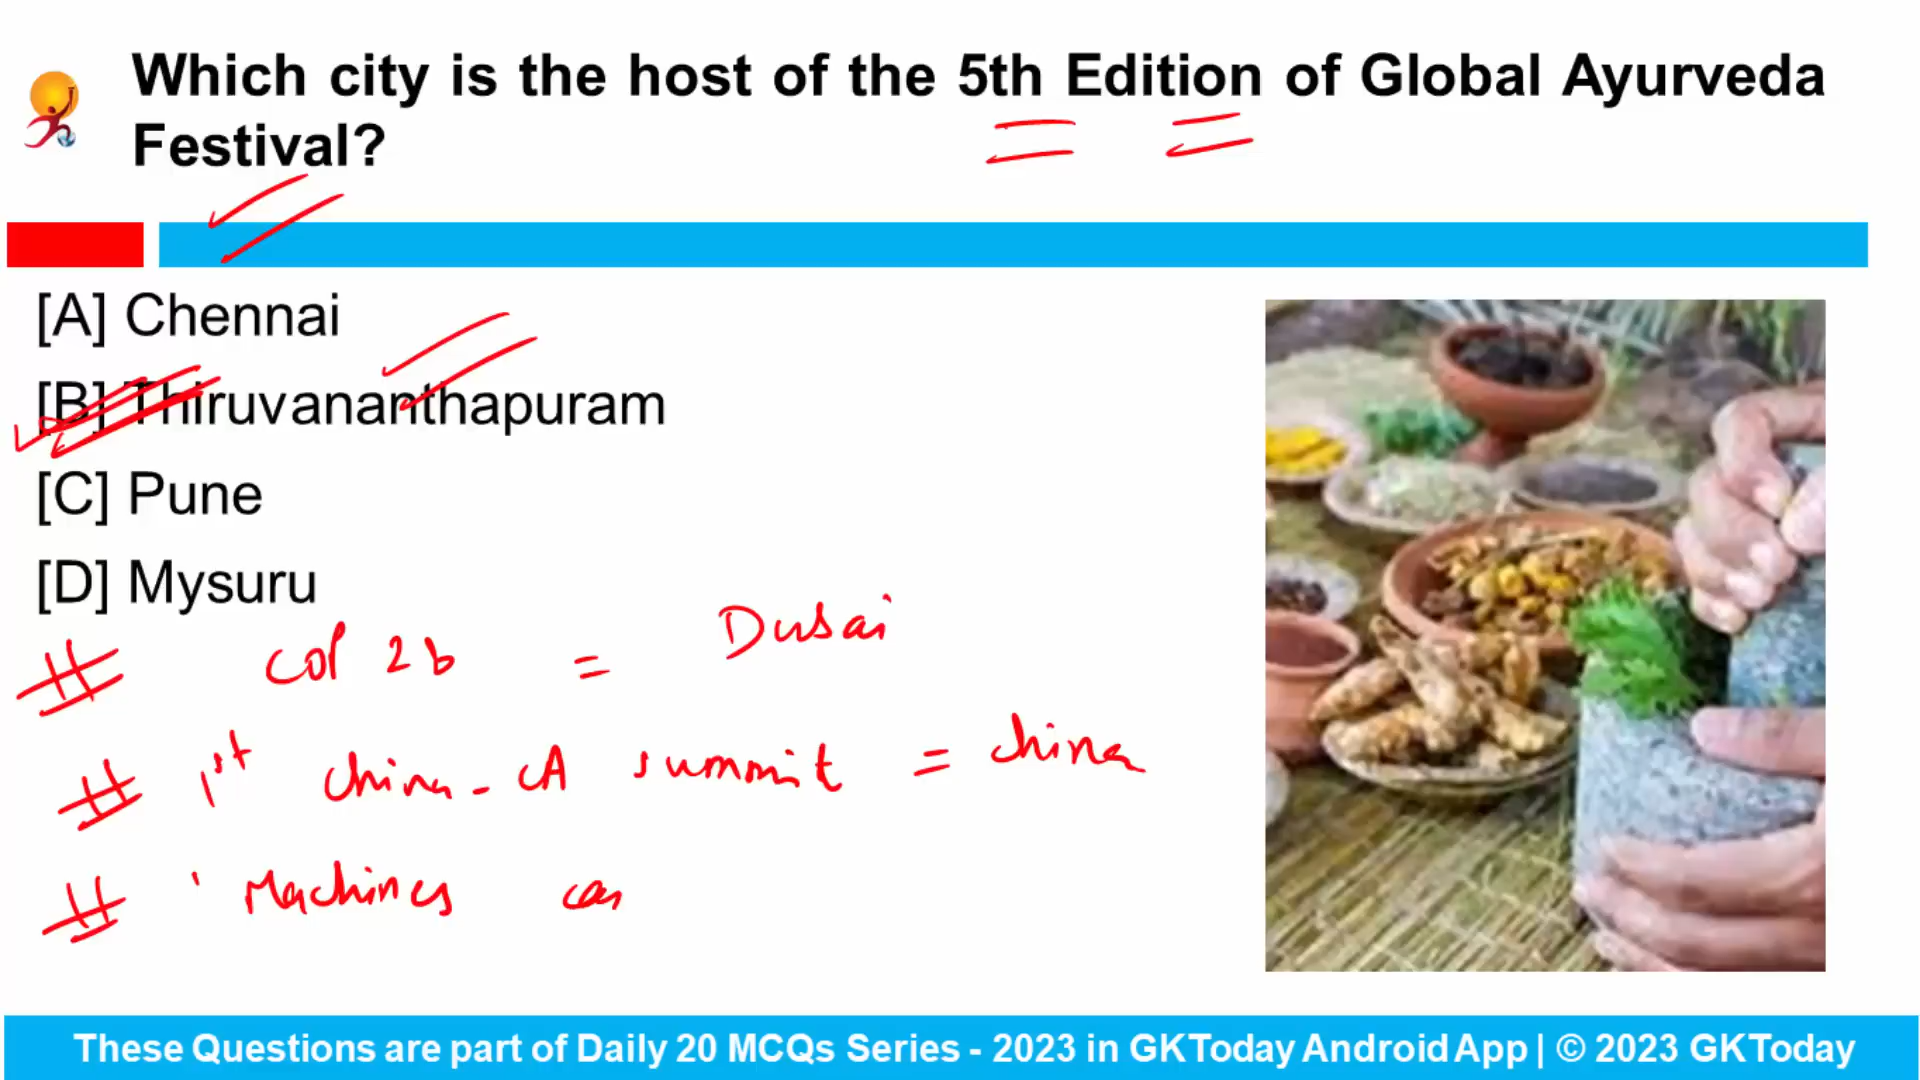 Which city is the host of the 5th Edition of Global Ayurveda
Festival?
[A] Chennai
[B] Thiruvananthapuram
[C] Pune
[D] Mysuru
COP 28 = Dubai
1st China - CA summit = China
Machines can
These Questions are part of Daily 20 MCQs Series - 2023 in GKToday Android App | © 2023 GKToday